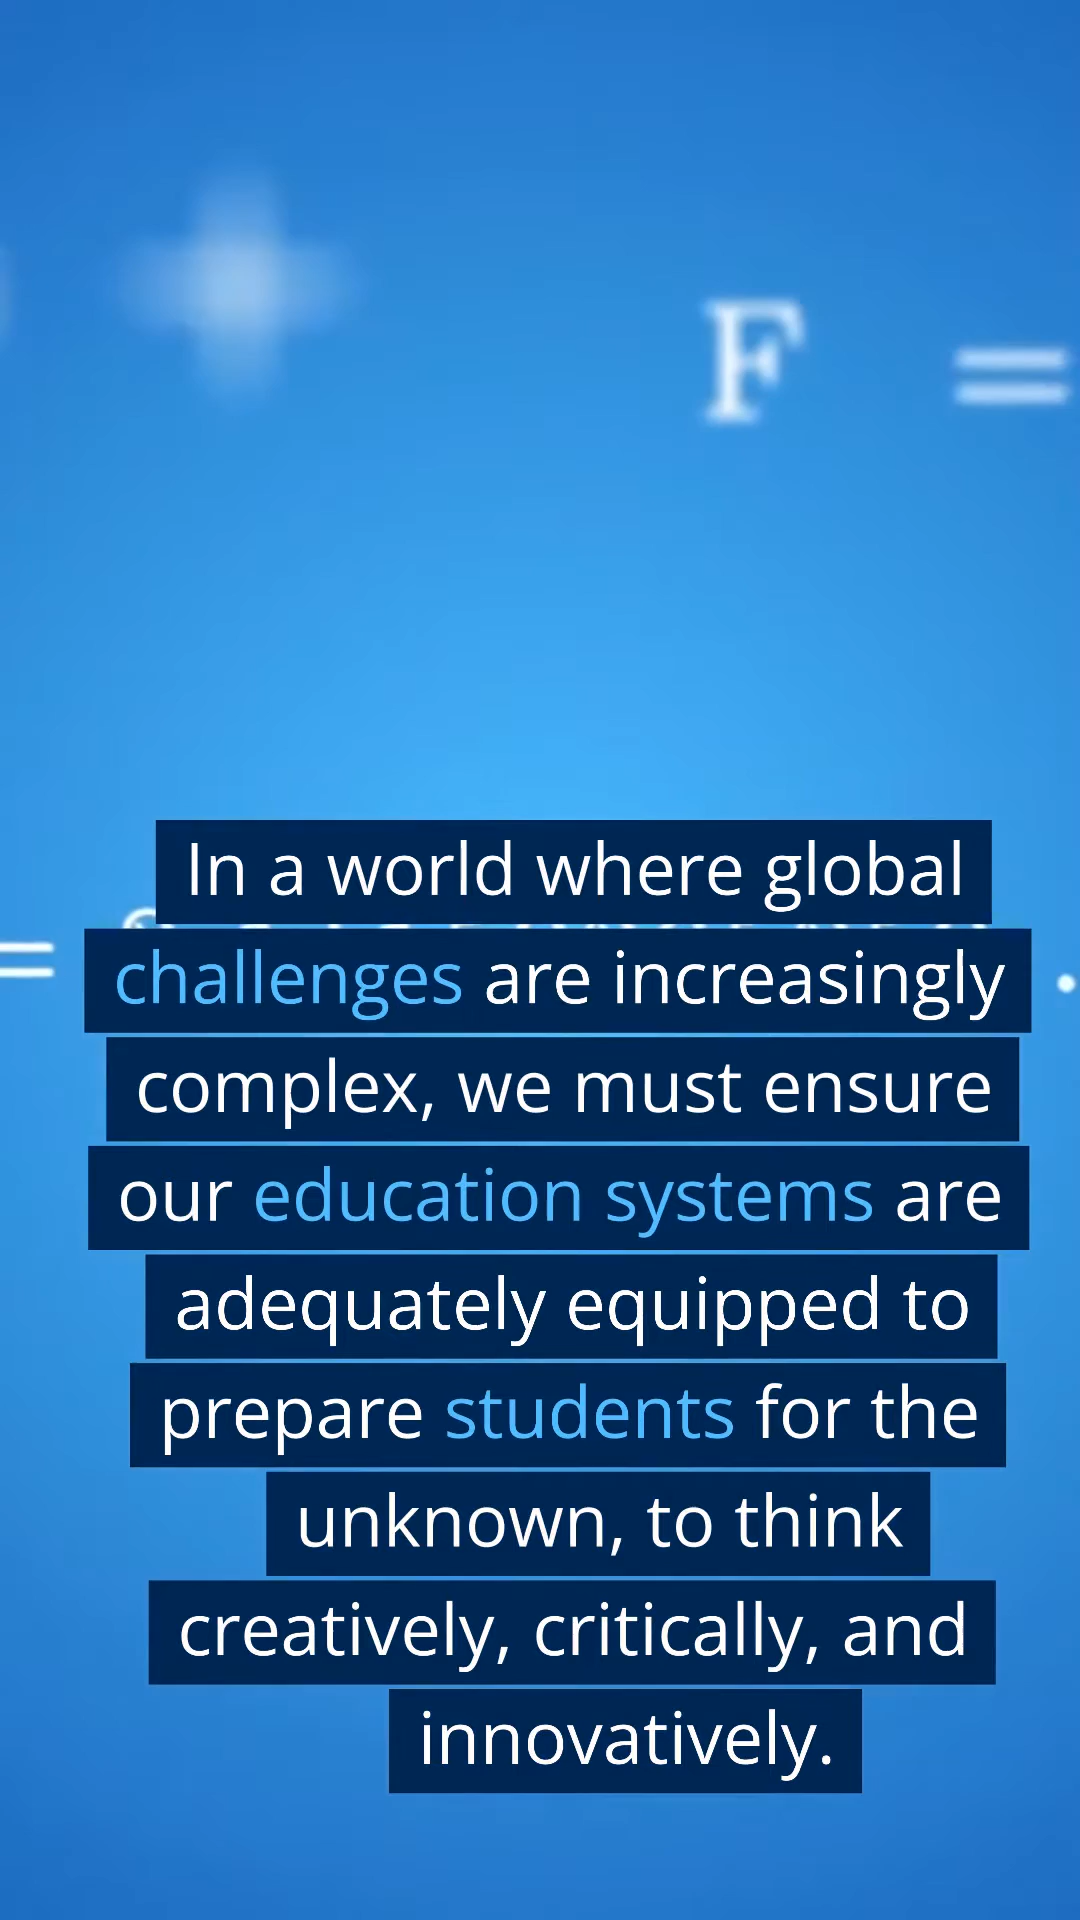 F =
In a world where global
challenges are increasingly
complex, we must ensure
our education systems are
adequately equipped to
prepare students for the
unknown, to think
creatively, critically, and
innovatively.